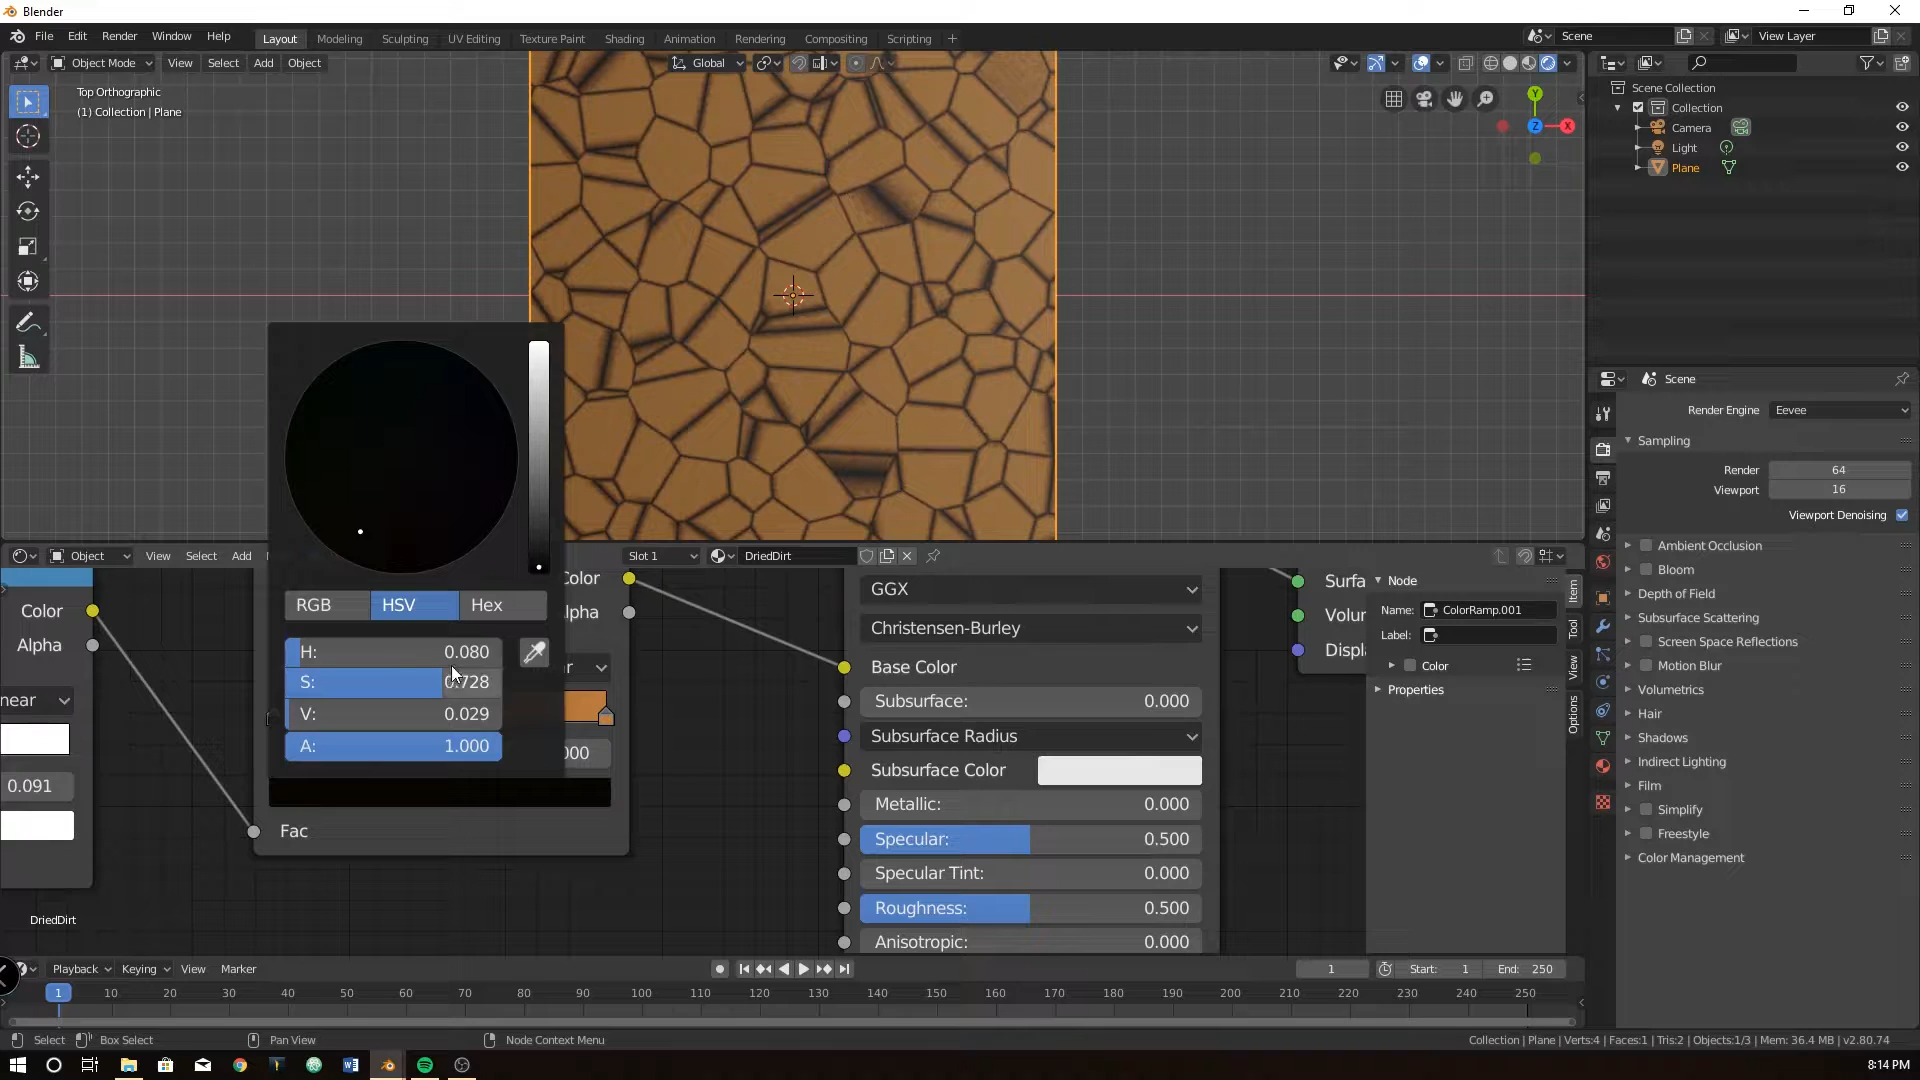 Blender
File Edit Render Window Help
Layout Modeling Sculpting UV Editing Texture Paint Shading Animation Rendering Compositing Scripting
Scene View Layer
Object Mode View Select Add Object Global
Top Orthographic
(1) Collection | Plane
Y
X
Z
Scene Collection
Collection
Camera
Light
Plane
Scene
Render Engine Eevee
Sampling
Render 64
Viewport 16
Viewport Denoising
Ambient Occlusion
Bloom
Depth of Field
Subsurface Scattering
Screen Space Reflections
Motion Blur
Volumetrics
Hair
Shadows
Indirect Lighting
Film
Simplify
Freestyle
Color Management
Object View Select Add Slot 1 DriedDirt
RGB HSV Hex
H: 0.080
S: 0.728
V: 0.029
A: 1.000
Color
Alpha
near
0.091
olor
lpha
ar
000
Fac
DriedDirt
GGX
Christensen-Burley
Base Color
Subsurface: 0.000
Subsurface Radius
Subsurface Color
Metallic: 0.000
Specular: 0.500
Specular Tint: 0.000
Roughness: 0.500
Anisotropic: 0.000
Surfa
Volur
Displ
Node
Name: ColorRamp.001
Label:
Color
Properties
Item
Tool
View
Options
Playback Keying View Marker
1 Start: 1 End: 250
1 10 20 30 40 50 60 70 80 90 100 110 120 130 140 150 160 170 180 190 200 210 220 230 240 250
Select Box Select Pan View Node Context Menu
Collection | Plane | Verts:4 | Faces:1 | Tris:2 | Objects:1/3 | Mem: 36.4 MB | v2.80.74
8:14 PM